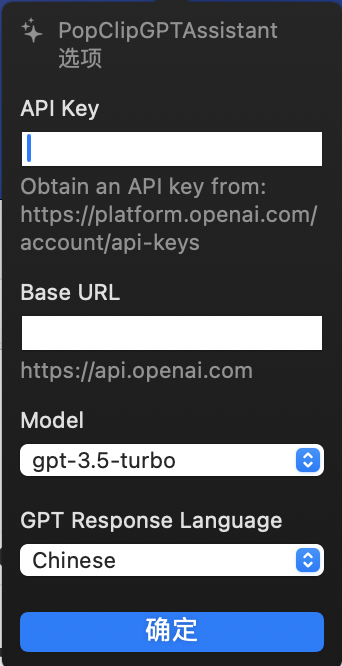 PopClipGPTAssistant
选项
API Key
Obtain an API key from:
https://platform.openai.com/
account/api-keys
Base URL
https://api.openai.com
Model
gpt-3.5-turbo
GPT Response Language
Chinese
确定